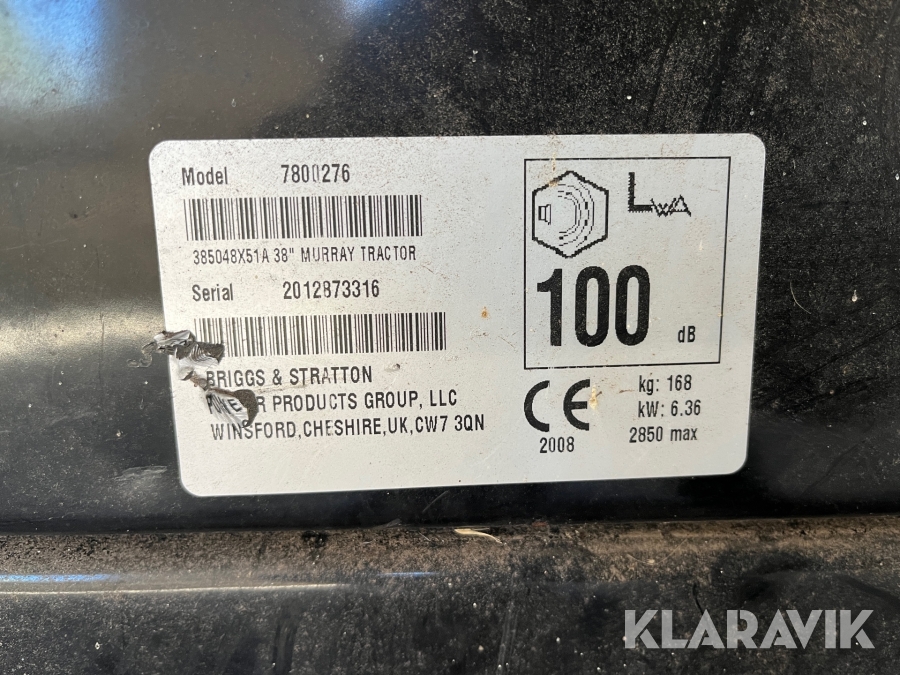 Model 7800276
385048X51A 38" MURRAY TRACTOR
Serial 2012873316
BRIGGS & STRATTON
PRODUCTS GROUP, LLC
WINSFORD,CHESHIRE,UK,CW7 3QN
LWA
100 dB
CE
2008
kg: 168
kW: 6.36
2850 max
KLARAVIK